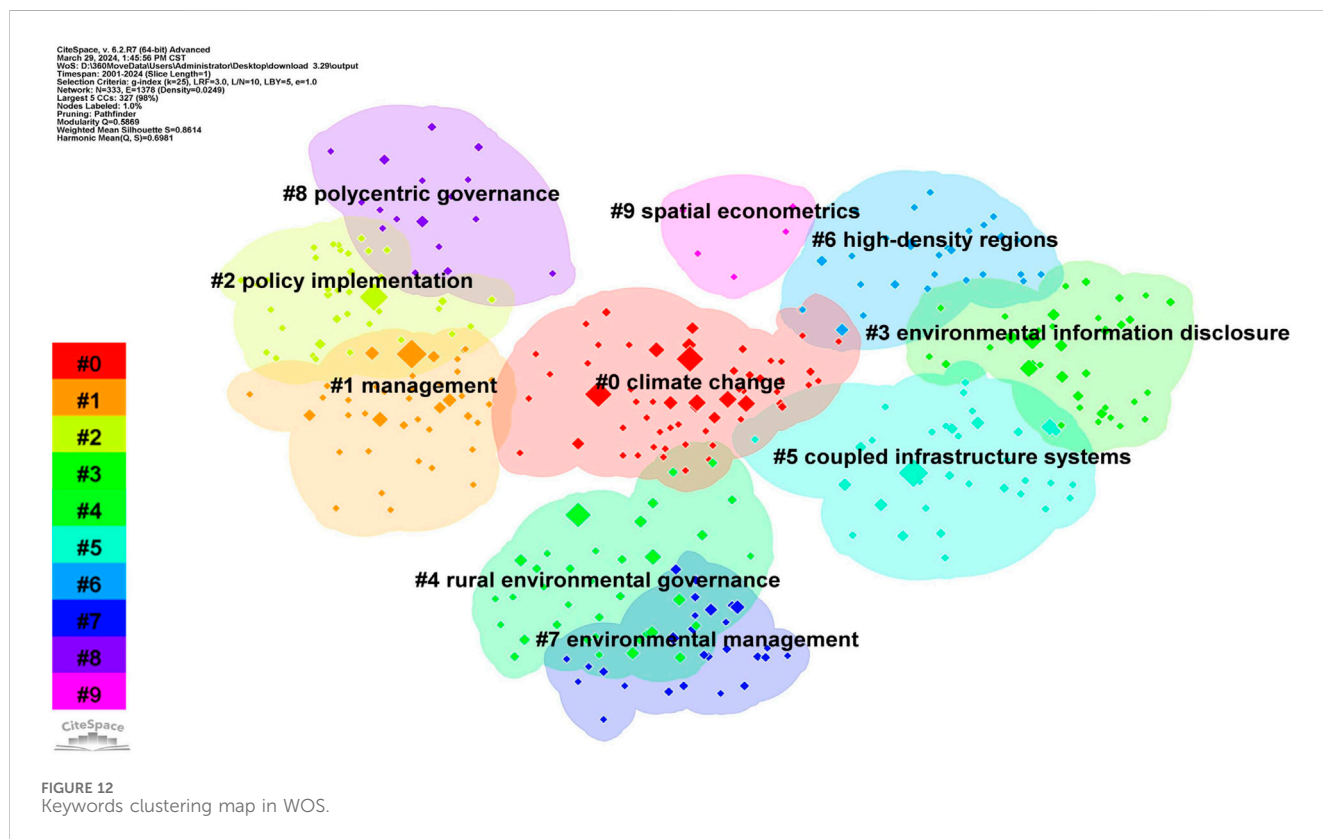 CiteSpace, v. 6.2.R7 (64-bit) Advanced
March 29, 2024, 1:45:56 PM CST
WoS: D:\360MoveData\Users\Administrator\Desktop\download 3.29\output
Timespan: 2001-2024 (Slice Length=1)
Selection Criteria: g-index (k=25), LRF=3.0, L/N=10, LBY=5, e=1.0
Network: N=333, E=1378 (Density=0.0249)
Largest 5 CCs: 327 (98%)
Nodes Labeled: 1.0%
Pruning: Pathfinder
Modularity Q=0.5869
Weighted Mean Silhouette S=0.8614
Harmonic Mean(Q, S)=0.6981
#8 polycentric governance
#9 spatial econometrics
#6 high-density regions
#2 policy implementation
#3 environmental information disclosure
#1 management
#0 climate change
#5 coupled infrastructure systems
#4 rural environmental governance
#7 environmental management
#0
#1
#2
#3
#4
#5
#6
#7
#8
#9
CiteSpace
FIGURE 12
Keywords clustering map in WOS.